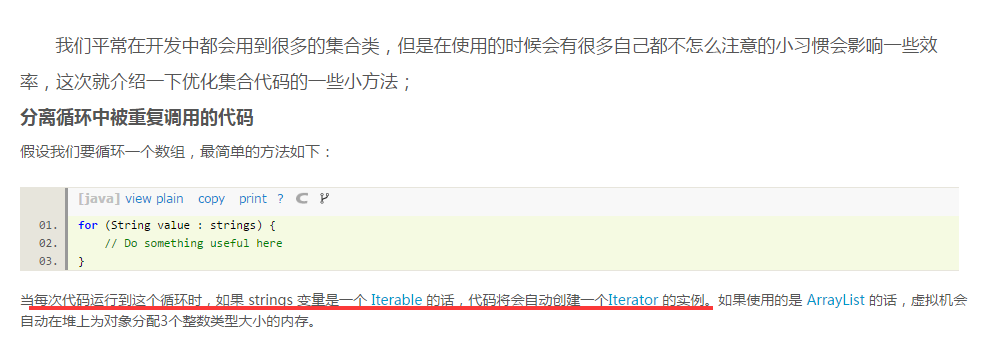 我们平常在开发中都会用到很多的集合类，但是在使用的时候会有很多自己都不怎么注意的小习惯会影响一些效
率，这次就介绍一下优化集合代码的一些小方法；
分离循环中被重复调用的代码
假设我们要循环一个数组，最简单的方法如下：
[java] view plain copy print ?
01. for (String value : strings) {
02. // Do something useful here
03. }
当每次代码运行到这个循环时，如果 strings 变量是一个 Iterable 的话，代码将会自动创建一个Iterator 的实例。如果使用的是 ArrayList 的话，虚拟机会
自动在堆上为对象分配3个整数类型大小的内存。